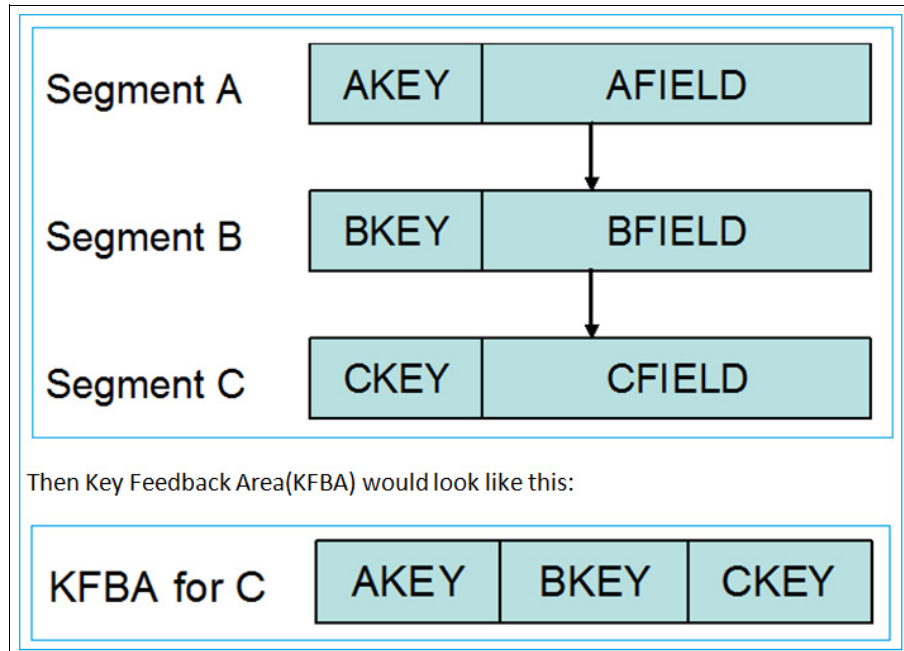 Segment A AKEY AFIELD
Segment B BKEY BFIELD
Segment C CKEY CFIELD
Then Key Feedback Area(KFBA) would look like this:
KFBA for C AKEY BKEY CKEY